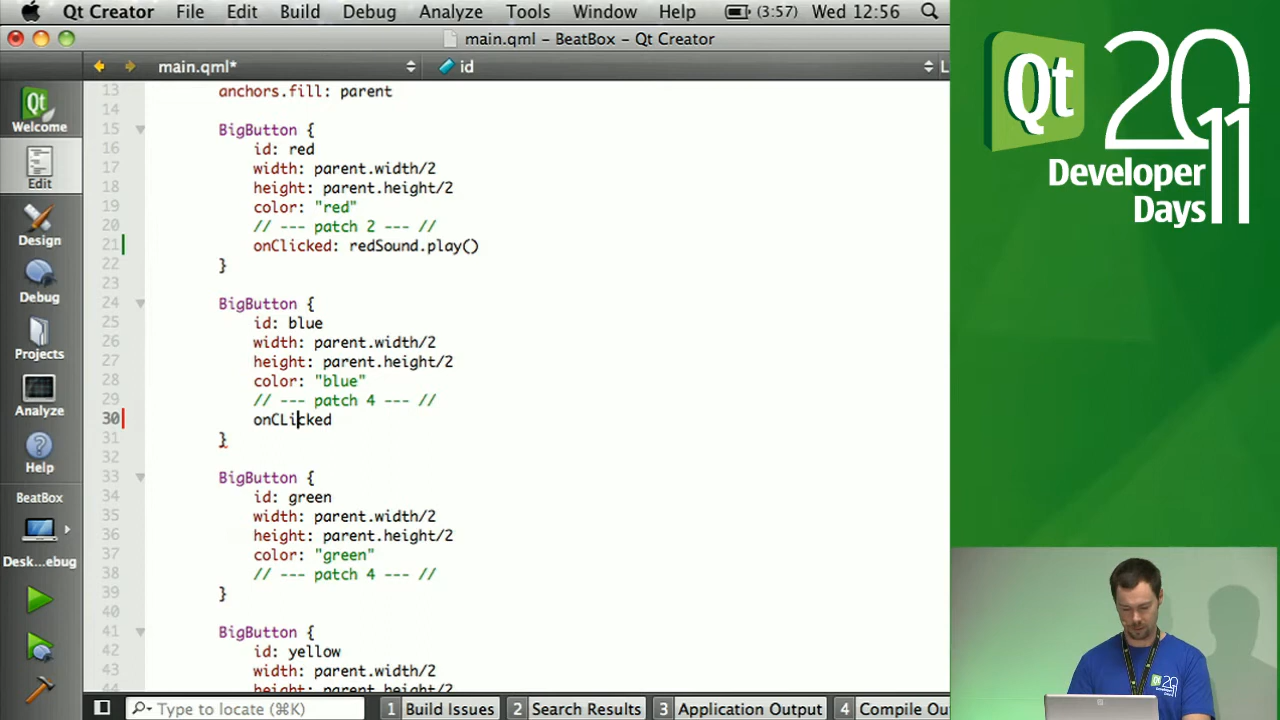 Qt Creator File Edit Build Debug Analyze Tools Window Help (3:57) Wed 12:56
main.qml – BeatBox – Qt Creator
main.qml* id L
Welcome
Edit
Design
Debug
Projects
Analyze
Help
BeatBox
Desk...ebug
13 anchors.fill: parent
14
15 BigButton {
16 id: red
17 width: parent.width/2
18 height: parent.height/2
19 color: "red"
20 // --- patch 2 --- //
21 onClicked: redSound.play()
22 }
23
24 BigButton {
25 id: blue
26 width: parent.width/2
27 height: parent.height/2
28 color: "blue"
29 // --- patch 4 --- //
30 onCLicked
31 }
32
33 BigButton {
34 id: green
35 width: parent.width/2
36 height: parent.height/2
37 color: "green"
38 // --- patch 4 --- //
39 }
40
41 BigButton {
42 id: yellow
43 width: parent.width/2
44 height: parent.height/2
Type to locate (⌘K) 1 Build Issues 2 Search Results 3 Application Output 4 Compile Ou
Qt 2011
Developer
Days